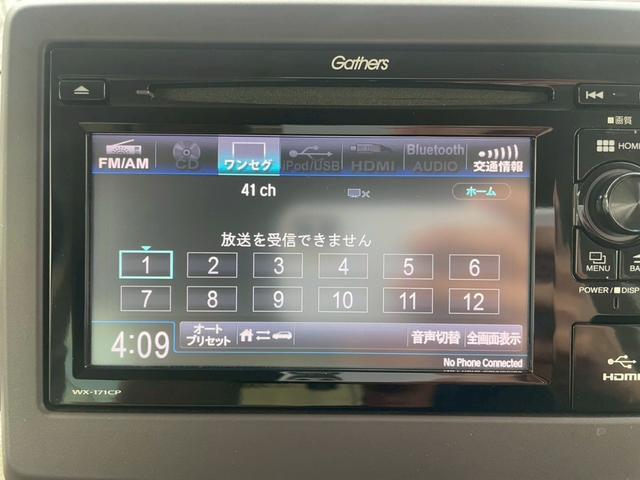 Gathers
画質
FM/AM CD ワンセグ iPod/USB HDMI Bluetooth AUDIO 交通情報
HOME
41 ch ホーム
放送を受信できません
1 2 3 4 5 6
MENU
7 8 9 10 11 12
POWER/ DISP
4:09 オート プリセット 音声切替 全画面表示
No Phone Connected
WX-171CP
HDMI